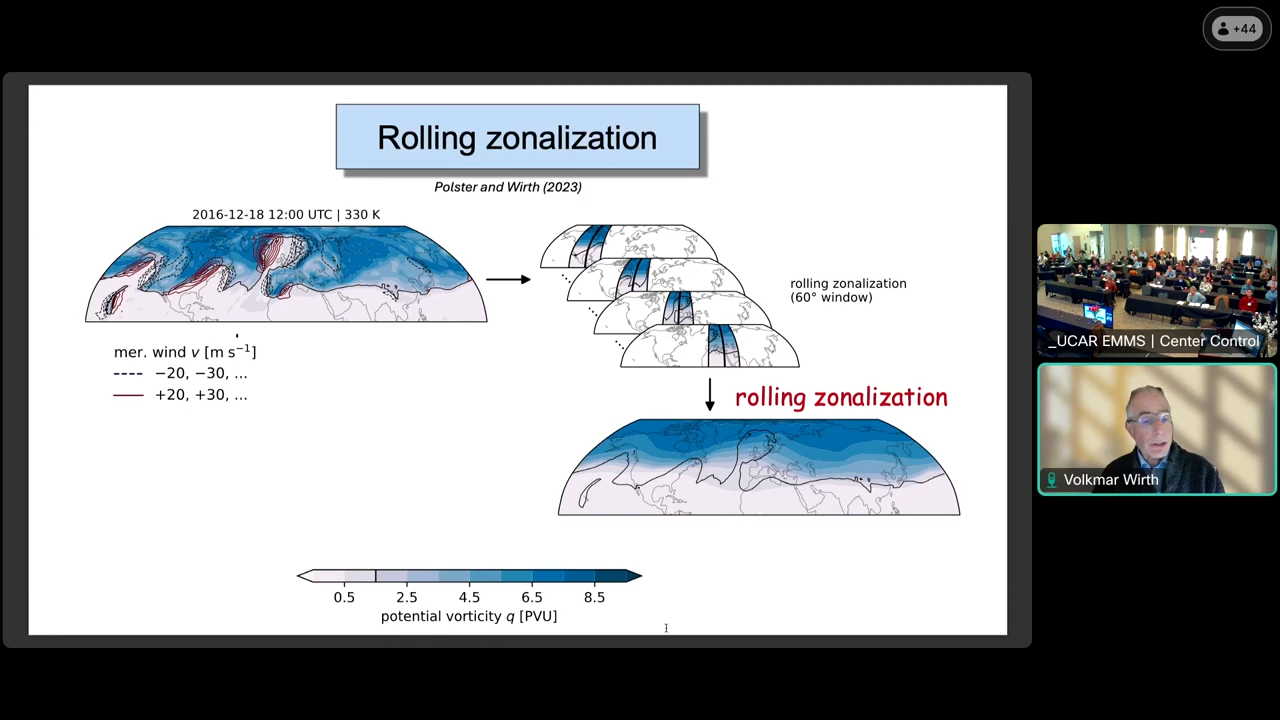 +44
Rolling zonalization
Polster and Wirth (2023)
2016-12-18 12:00 UTC | 330 K
rolling zonalization
(60° window)
mer. wind v [m s⁻¹]
−20, −30, ...
+20, +30, ...
rolling zonalization
0.5 2.5 4.5 6.5 8.5
potential vorticity q [PVU]
_UCAR EMMS | Center Control
Volkmar Wirth